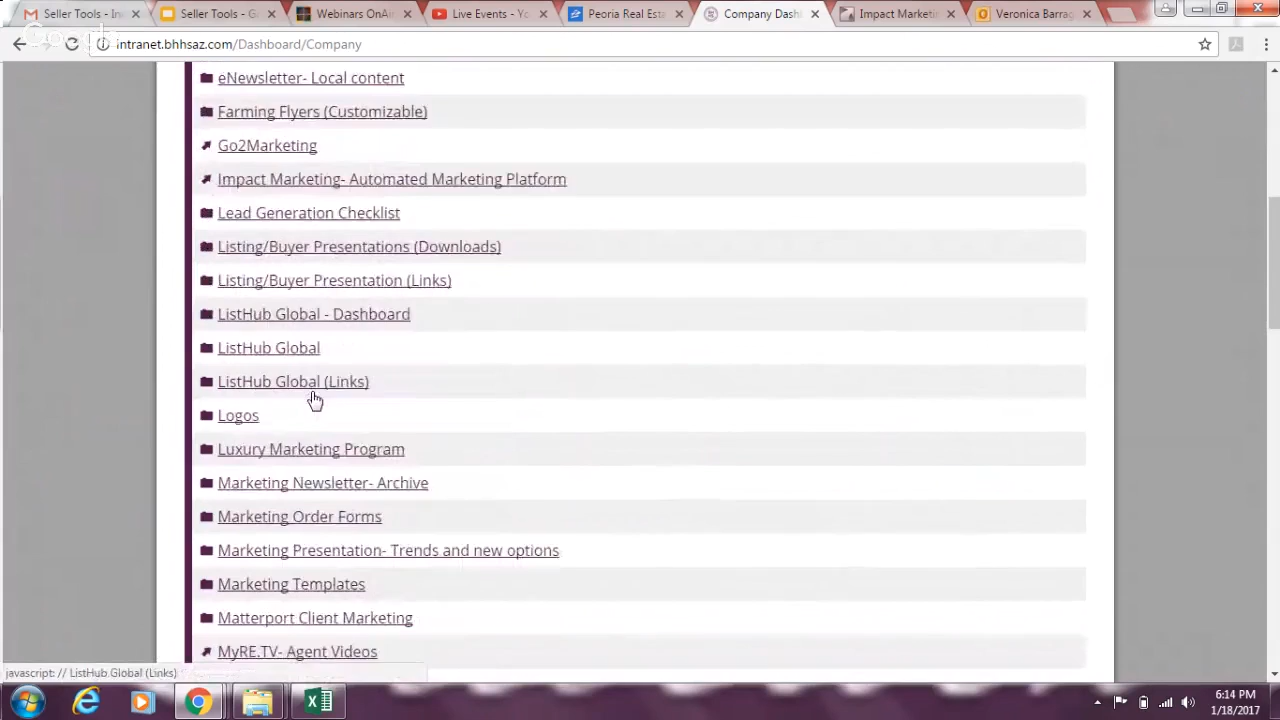 Seller Tools - In
Seller Tools - G
Webinars OnAi
Live Events - Yo
Peoria Real Esta
Company Dash
Impact Marketi
Veronica Barrag
intranet.bhhsaz.com/Dashboard/Company
eNewsletter- Local content
Farming Flyers (Customizable)
Go2Marketing
Impact Marketing- Automated Marketing Platform
Lead Generation Checklist
Listing/Buyer Presentations (Downloads)
Listing/Buyer Presentation (Links)
ListHub Global - Dashboard
ListHub Global
ListHub Global (Links)
Logos
Luxury Marketing Program
Marketing Newsletter- Archive
Marketing Order Forms
Marketing Presentation- Trends and new options
Marketing Templates
Matterport Client Marketing
MyRE.TV- Agent Videos
javascript: // ListHub Global (Links)
6:14 PM
1/18/2017